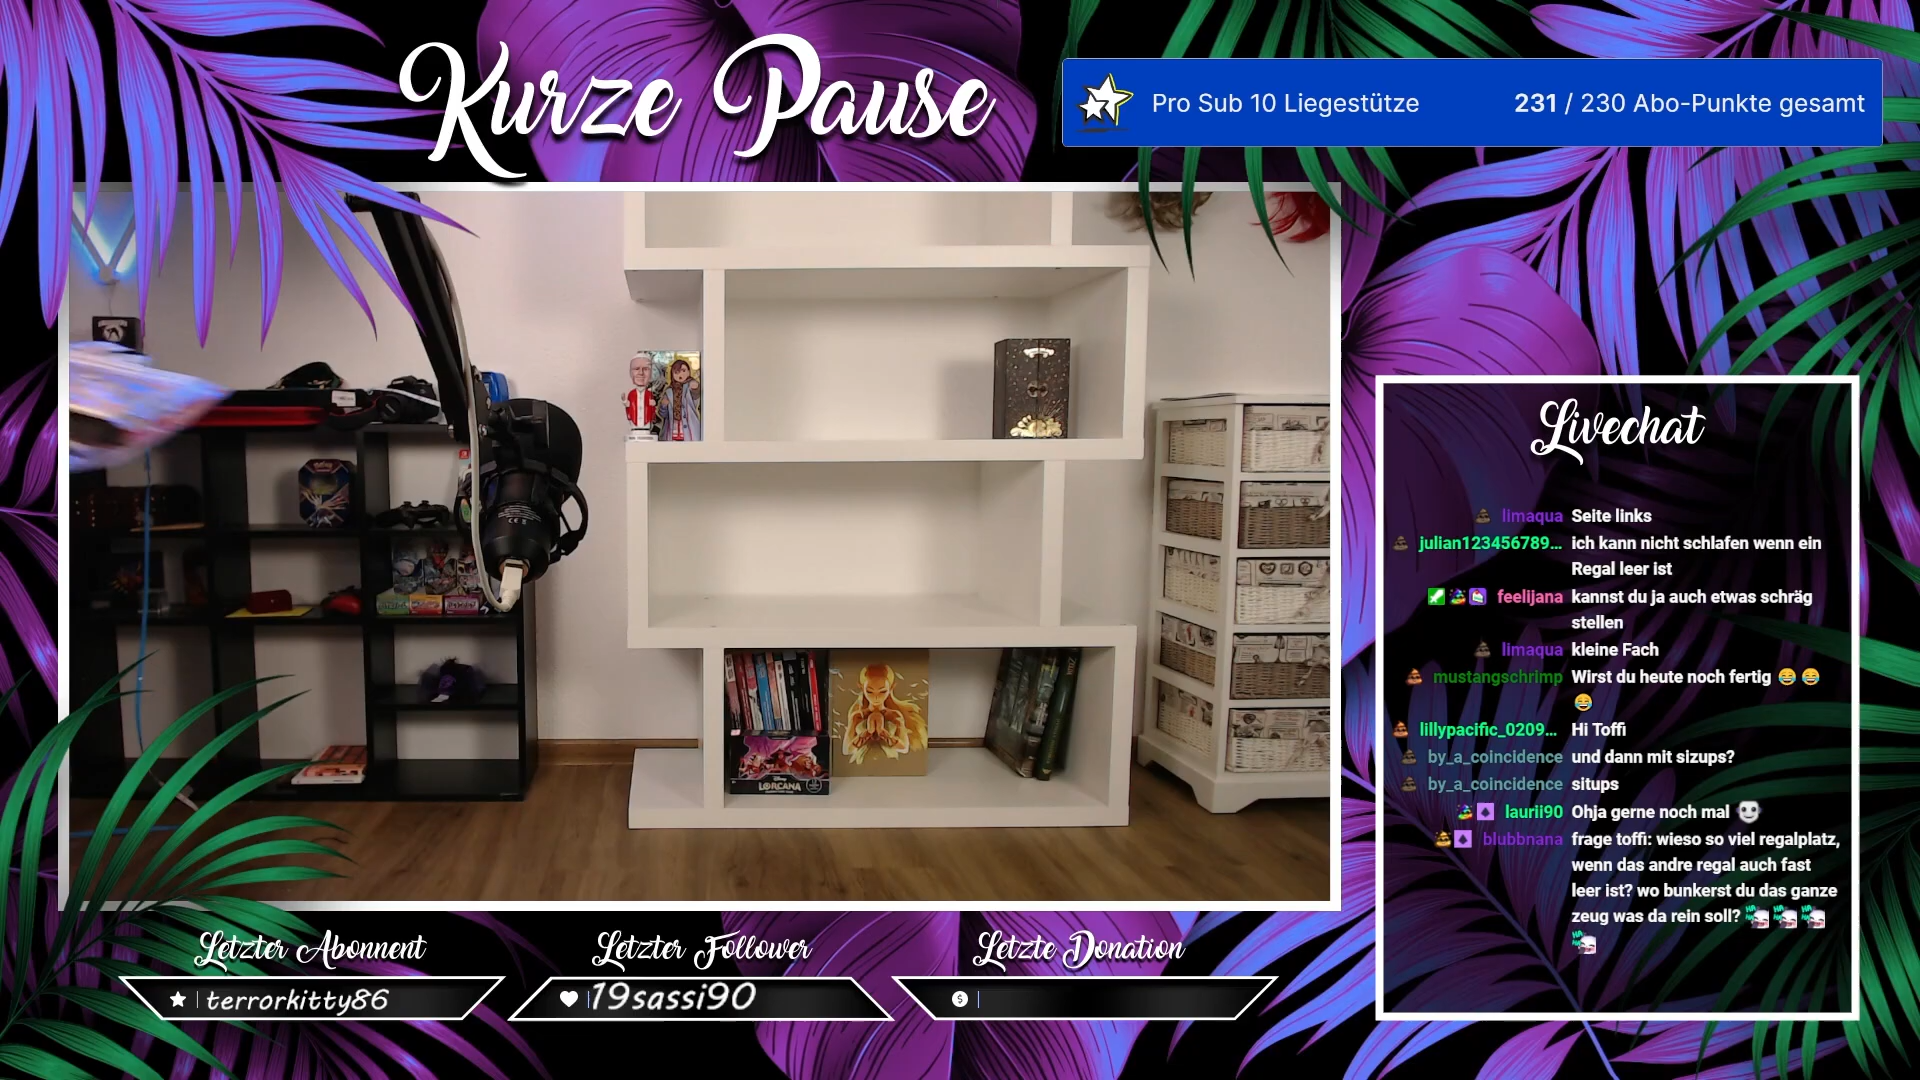 Kurze Pause
Pro Sub 10 Liegestütze
231 / 230 Abo-Punkte gesamt
Livechat
limaqua Seite links
julian123456789... ich kann nicht schlafen wenn ein
Regal leer ist
feelijana kannst du ja auch etwas schräg
stellen
limaqua kleine Fach
mustangschrimp Wirst du heute noch fertig
lillypacific_0209... Hi Toffi
by_a_coincidence und dann mit sizups?
by_a_coincidence situps
laurii90 Ohja gerne noch mal
blubbnana frage toffi: wieso so viel regalplatz,
wenn das andre regal auch fast
leer ist? wo bunkerst du das ganze
zeug was da rein soll?
Disney
LORCANA
Letzter Abonnent
terrorkitty86
Letzter Follower
19sassi90
Letzte Donation